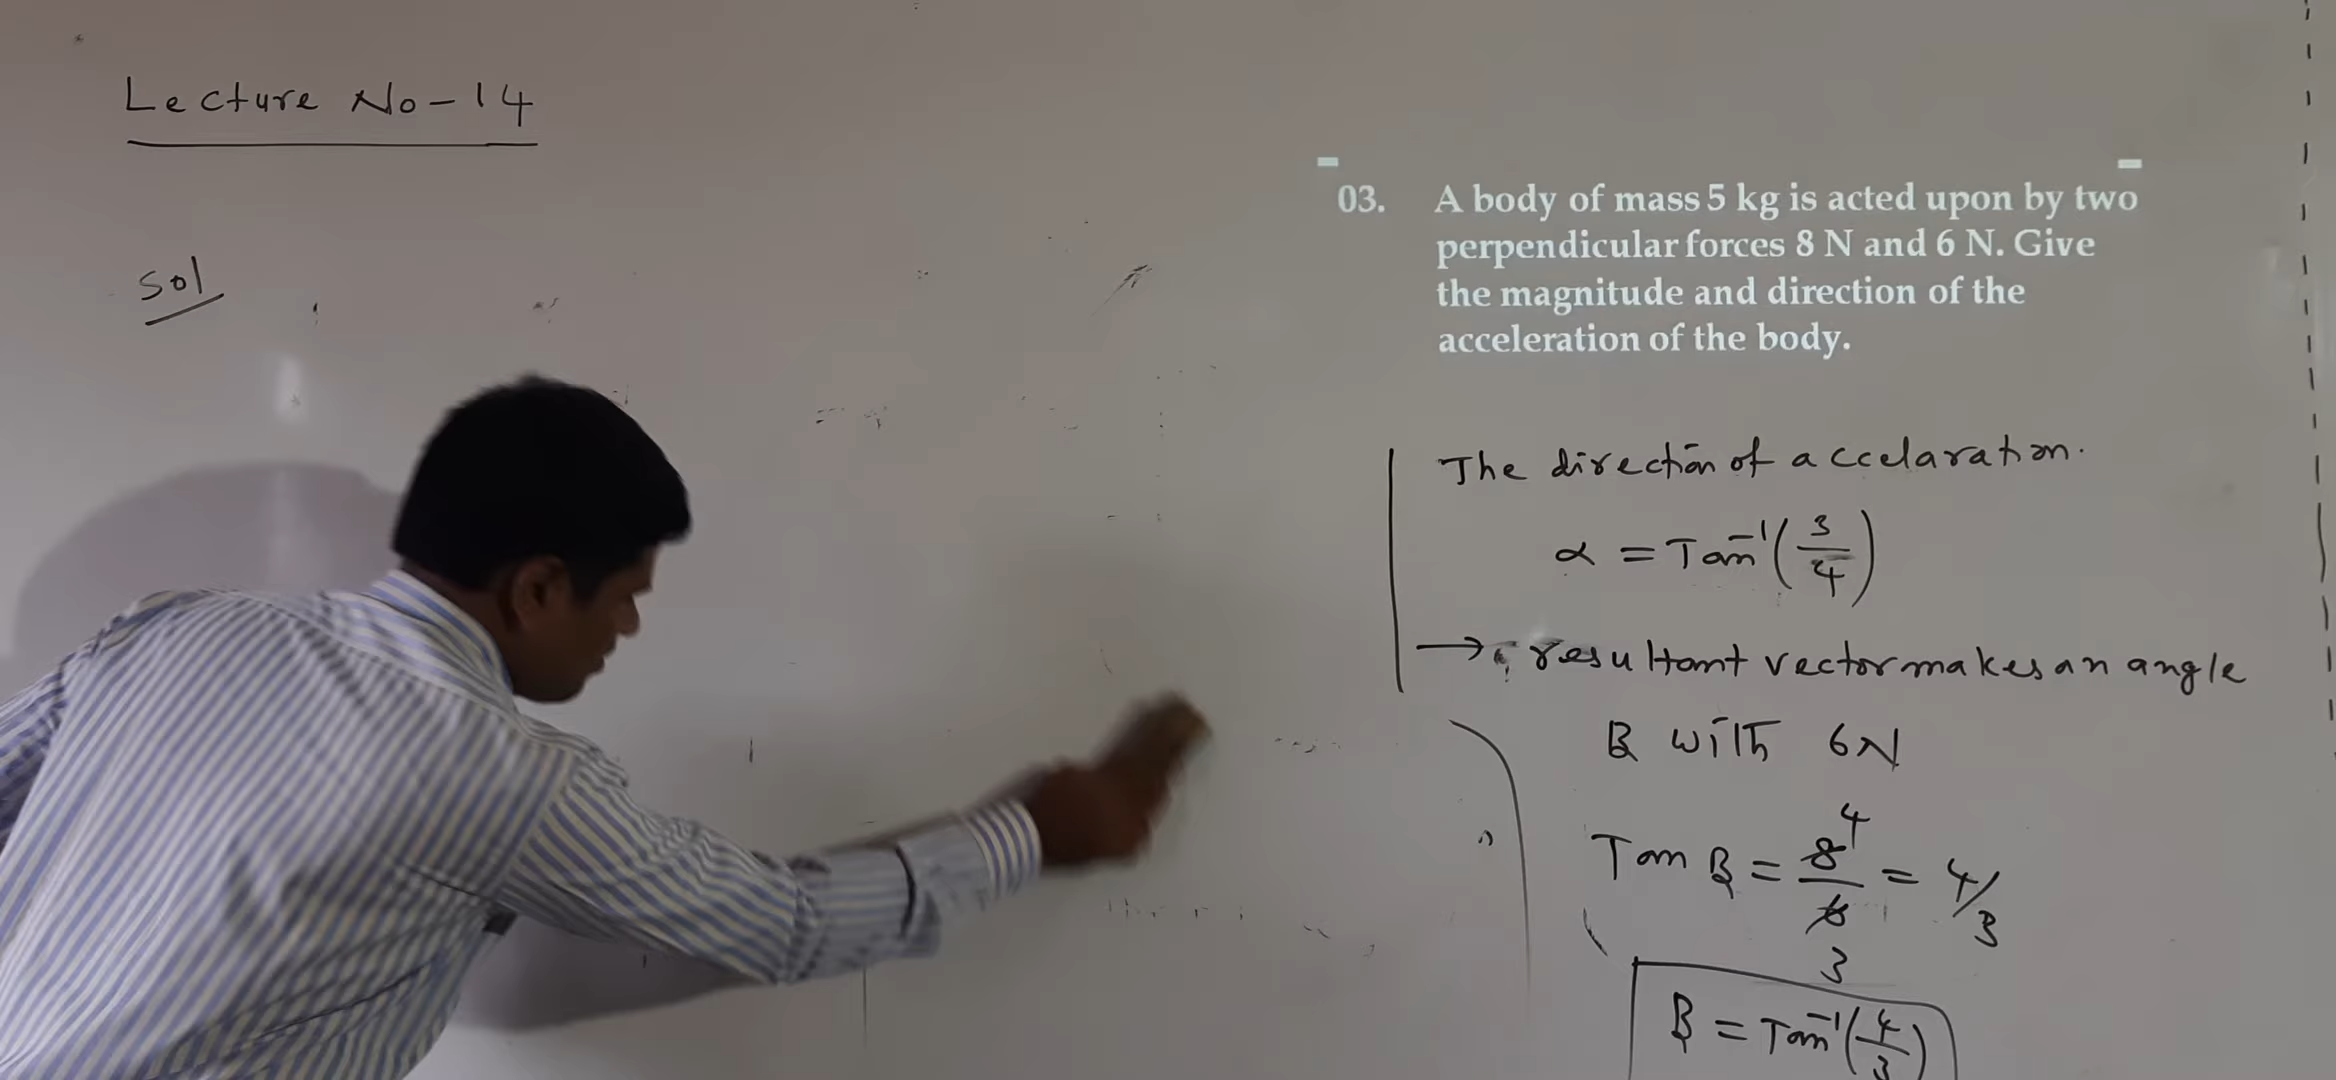 Lecture No-14
Sol
03. A body of mass 5 kg is acted upon by two
perpendicular forces 8 N and 6 N. Give
the magnitude and direction of the
acceleration of the body.
The direction of accelaration.
α = Tan⁻¹(3/4)
→ resultant vector makes an angle
β with 6N
Tan β = 8/6 = 4/3
4
3
β = Tan⁻¹(4/3)